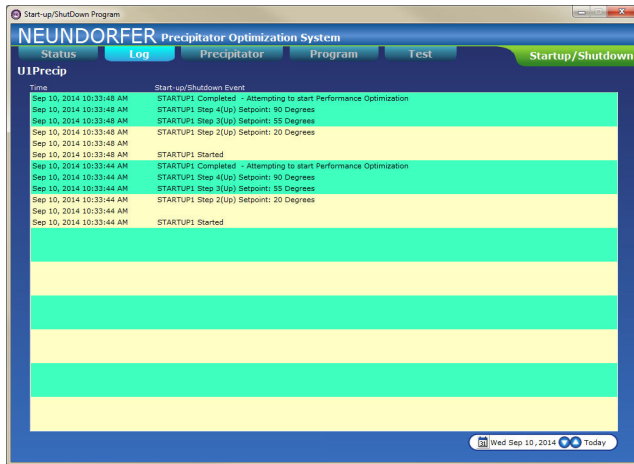 Start-up/ShutDown Program
NEUNDORFER Precipitator Optimization System
Status Log Precipitator Program Test Startup/Shutdown
U1Precip
Time Start-up/Shutdown Event
Sep 10, 2014 10:33:48 AM STARTUP1 Completed - Attempting to start Performance Optimization
Sep 10, 2014 10:33:48 AM STARTUP1 Step 4(Up) Setpoint: 90 Degrees
Sep 10, 2014 10:33:48 AM STARTUP1 Step 3(Up) Setpoint: 55 Degrees
Sep 10, 2014 10:33:48 AM STARTUP1 Step 2(Up) Setpoint: 20 Degrees
Sep 10, 2014 10:33:48 AM
Sep 10, 2014 10:33:48 AM STARTUP1 Started
Sep 10, 2014 10:33:44 AM STARTUP1 Completed - Attempting to start Performance Optimization
Sep 10, 2014 10:33:44 AM STARTUP1 Step 4(Up) Setpoint: 90 Degrees
Sep 10, 2014 10:33:44 AM STARTUP1 Step 3(Up) Setpoint: 55 Degrees
Sep 10, 2014 10:33:44 AM STARTUP1 Step 2(Up) Setpoint: 20 Degrees
Sep 10, 2014 10:33:44 AM
Sep 10, 2014 10:33:44 AM STARTUP1 Started
31 Wed Sep 10, 2014 Today